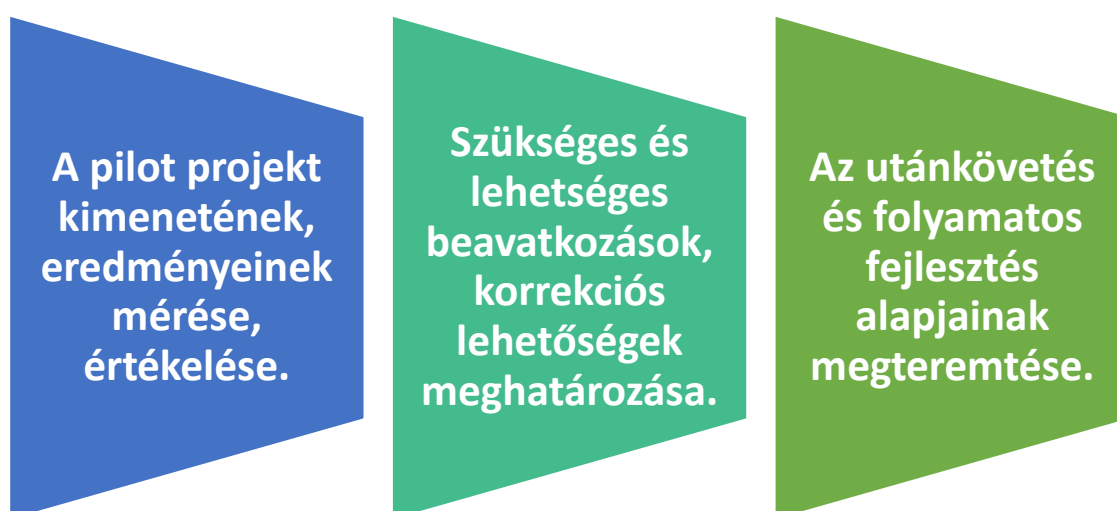 A pilot projekt
kimenetének,
eredményeinek
mérése,
értékelése.
Szükséges és
lehetséges
beavatkozások,
korrekciós
lehetőségek
meghatározása.
Az utánkövetés
és folyamatos
fejlesztés
alapjainak
megteremtése.